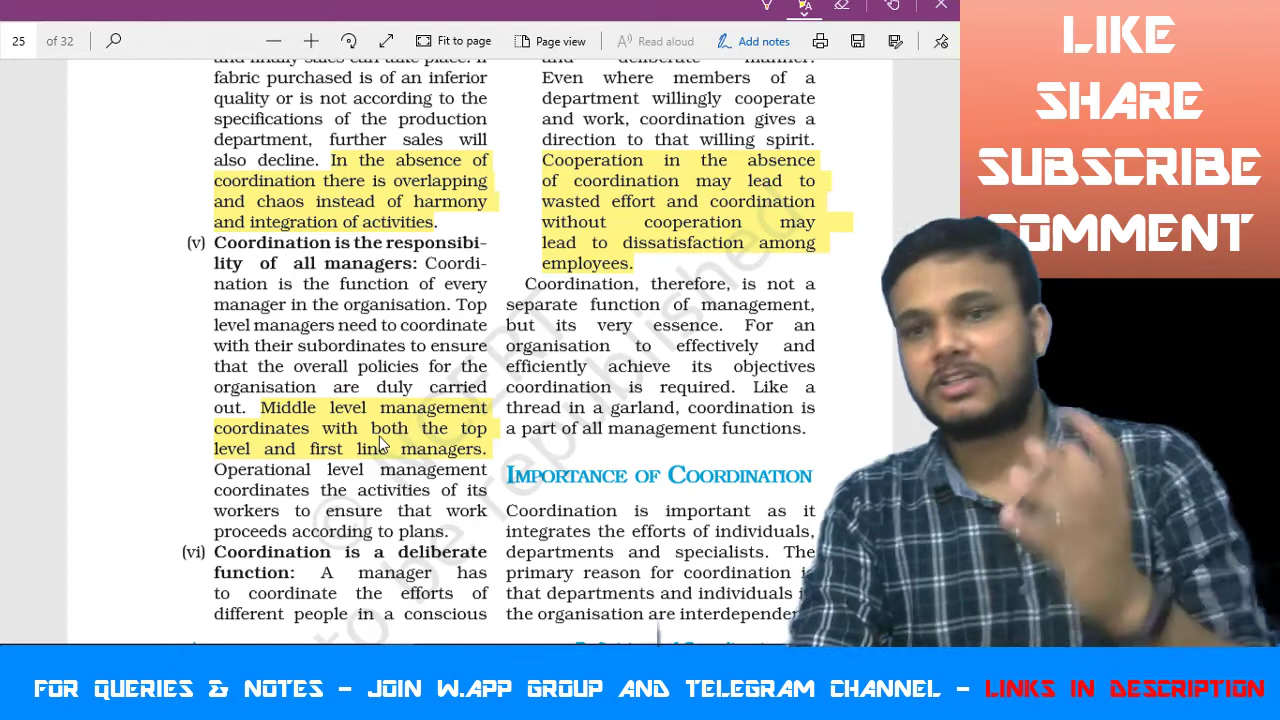 25 of 32
Fit to page
Page view
Read aloud
Add notes
and finally sales can take place. If
fabric purchased is of an inferior
quality or is not according to the
specifications of the production
department, further sales will
also decline. In the absence of
coordination there is overlapping
and chaos instead of harmony
and integration of activities.
(v) Coordination is the responsibi-
lity of all managers: Coordi-
nation is the function of every
manager in the organisation. Top
level managers need to coordinate
with their subordinates to ensure
that the overall policies for the
organisation are duly carried
out. Middle level management
coordinates with both the top
level and first line managers.
Operational level management
coordinates the activities of its
workers to ensure that work
proceeds according to plans.
(vi) Coordination is a deliberate
function: A manager has
to coordinate the efforts of
different people in a conscious
and deliberate manner.
Even where members of a
department willingly cooperate
and work, coordination gives a
direction to that willing spirit.
Cooperation in the absence
of coordination may lead to
wasted effort and coordination
without cooperation may
lead to dissatisfaction among
employees.
Coordination, therefore, is not a
separate function of management,
but its very essence. For an
organisation to effectively and
efficiently achieve its objectives
coordination is required. Like a
thread in a garland, coordination is
a part of all management functions.
IMPORTANCE OF COORDINATION
Coordination is important as it
integrates the efforts of individuals,
departments and specialists. The
primary reason for coordination
that departments and individuals
the organisation are interdependen
© NCERT
to be republished
LIKE
SHARE
SUBSCRIBE
COMMENT
FOR QUERIES & NOTES - JOIN W.APP GROUP AND TELEGRAM CHANNEL - LINKS IN DESCRIPTION